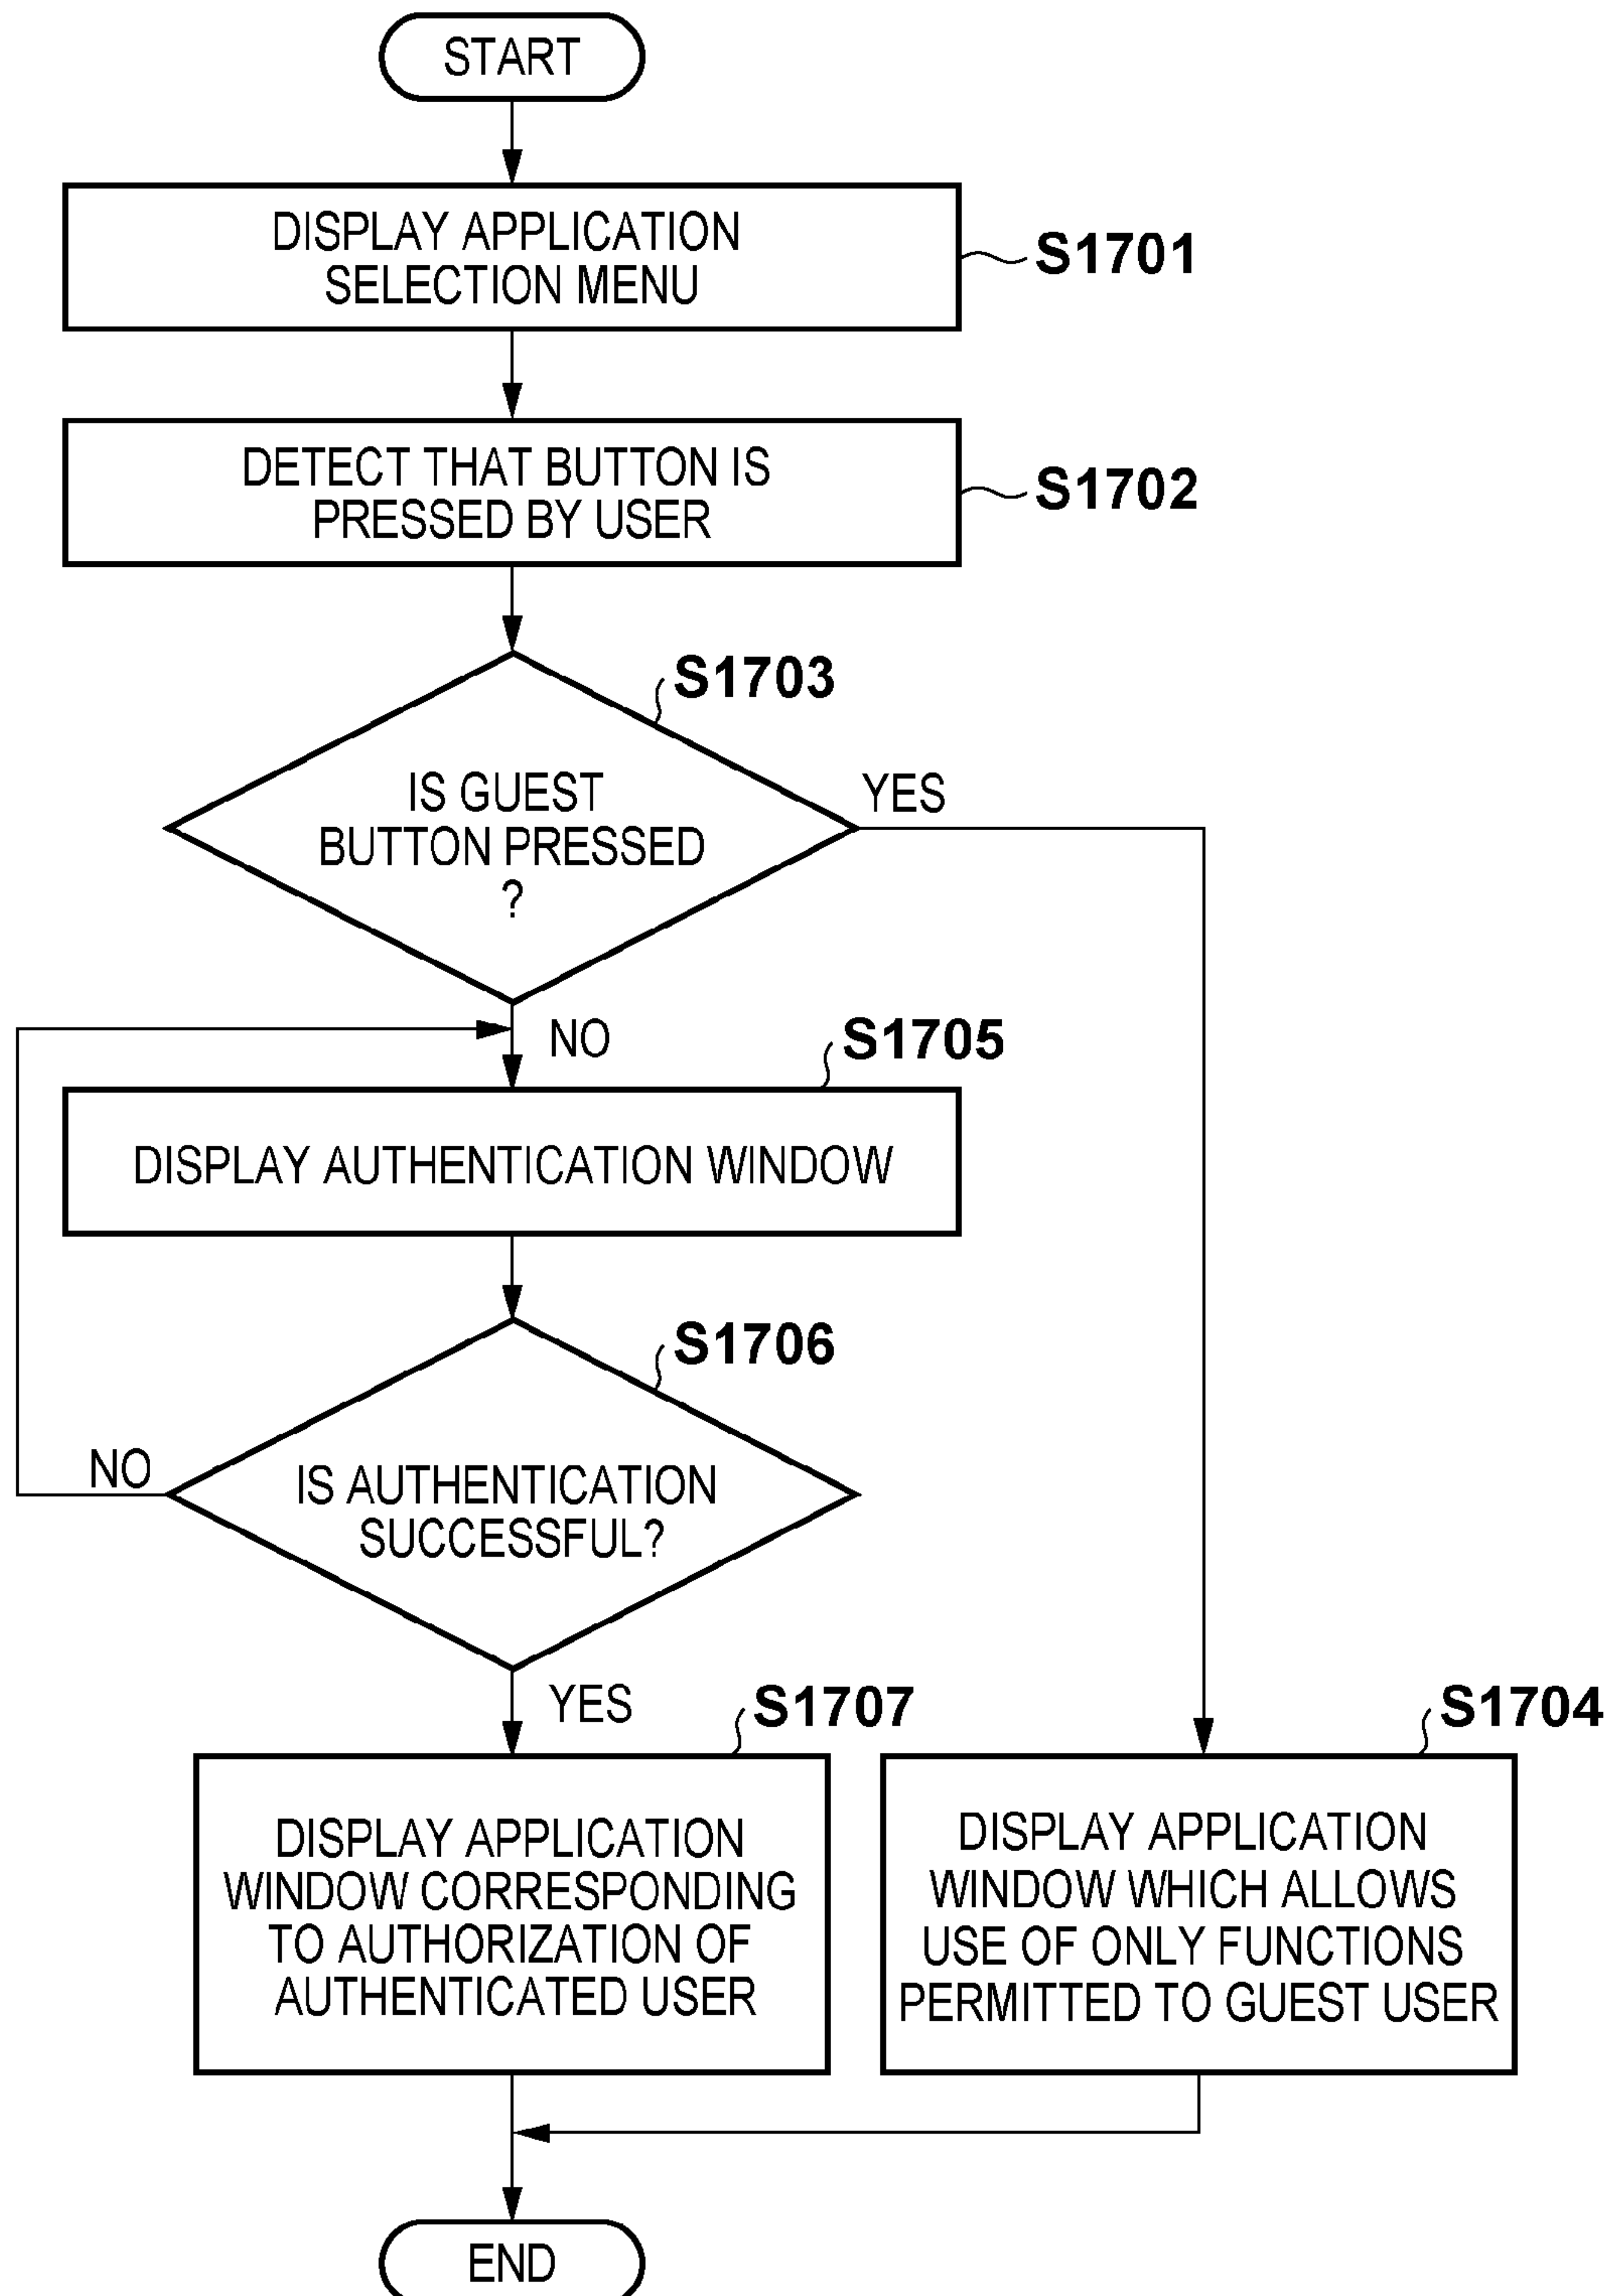 START
DISPLAY APPLICATION
SELECTION MENU
S1701
DETECT THAT BUTTON IS
PRESSED BY USER
S1702
S1703
IS GUEST
BUTTON PRESSED
?
YES
NO
S1705
DISPLAY AUTHENTICATION WINDOW
S1706
IS AUTHENTICATION
SUCCESSFUL?
NO
YES
S1707
DISPLAY APPLICATION
WINDOW CORRESPONDING
TO AUTHORIZATION OF
AUTHENTICATED USER
S1704
DISPLAY APPLICATION
WINDOW WHICH ALLOWS
USE OF ONLY FUNCTIONS
PERMITTED TO GUEST USER
END